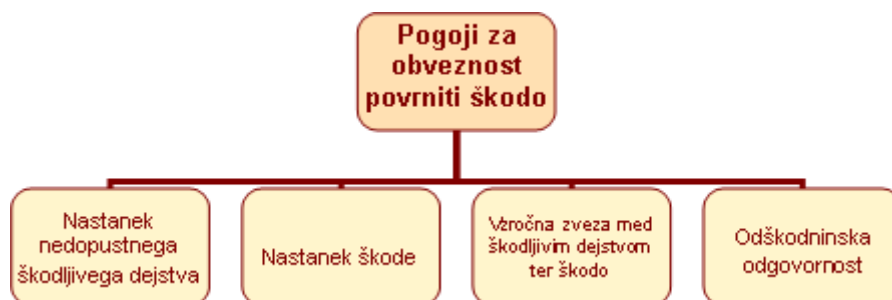 Pogoji za
obveznost
povrniti škodo
Nastanek
nedopustnega
škodljivega dejstva
Nastanek škode
Vzročna zveza med
škodljivim dejstvom
ter škodo
Odškodninska
odgovornost